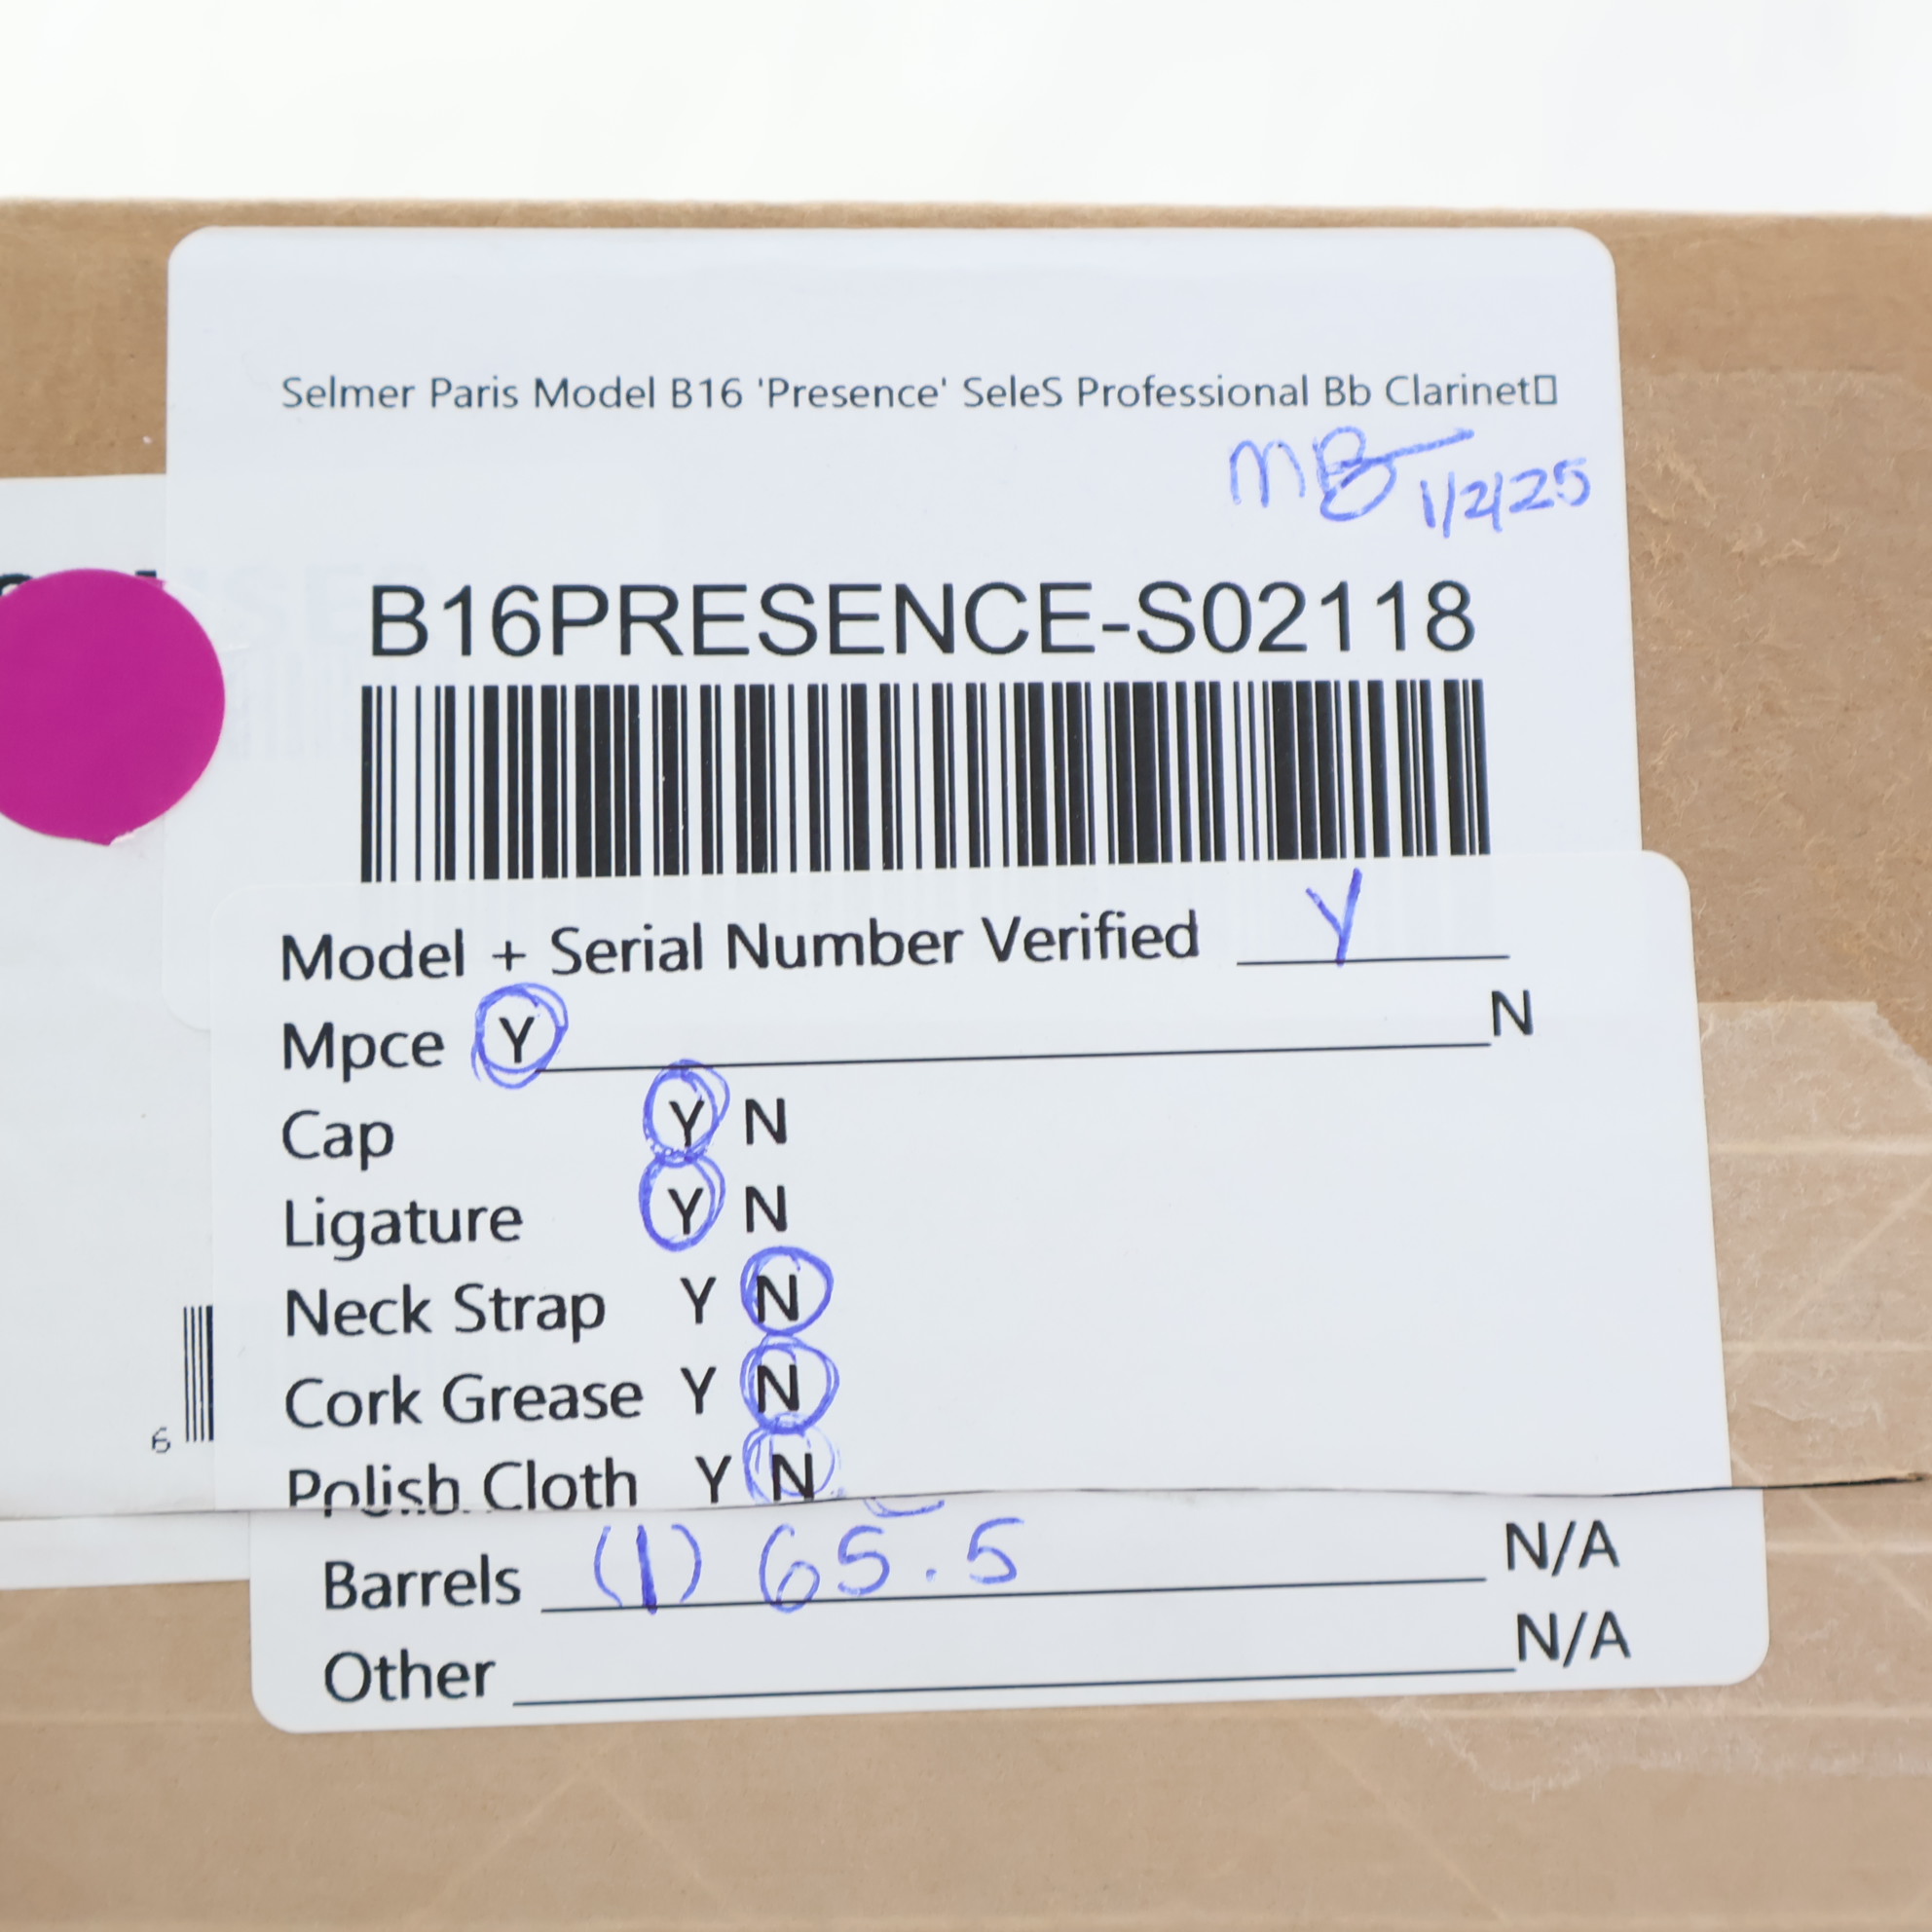 Selmer Paris Model B16 'Presence' SeleS Professional Bb Clarinet▯
MB 1/2/25
B16PRESENCE-S02118
Model + Serial Number Verified Y
Mpce Y N
Cap Y N
Ligature Y N
Neck Strap Y N
Cork Grease Y N
6
Polish Cloth Y N
Barrels (1) 65.5 N/A
Other N/A